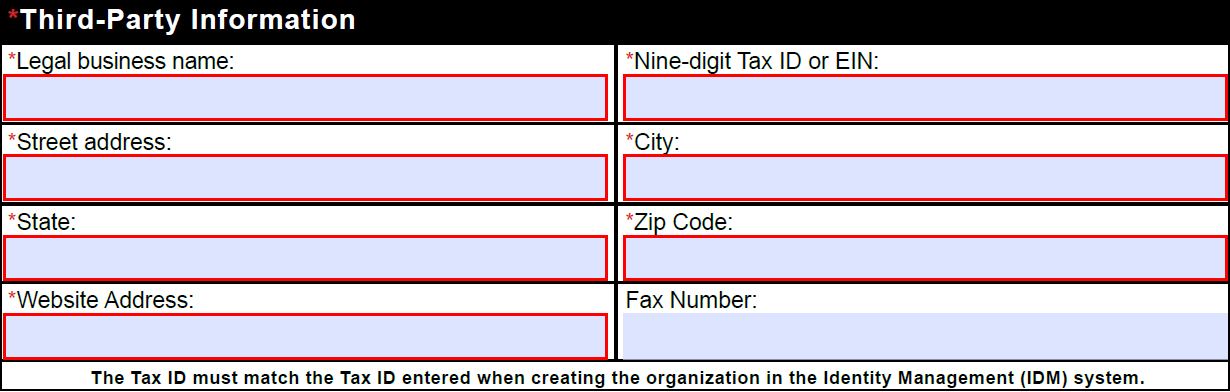 *Third-Party Information
*Legal business name:
*Nine-digit Tax ID or EIN:
*Street address:
*City:
*State:
*Zip Code:
*Website Address:
Fax Number:
The Tax ID must match the Tax ID entered when creating the organization in the Identity Management (IDM) system.